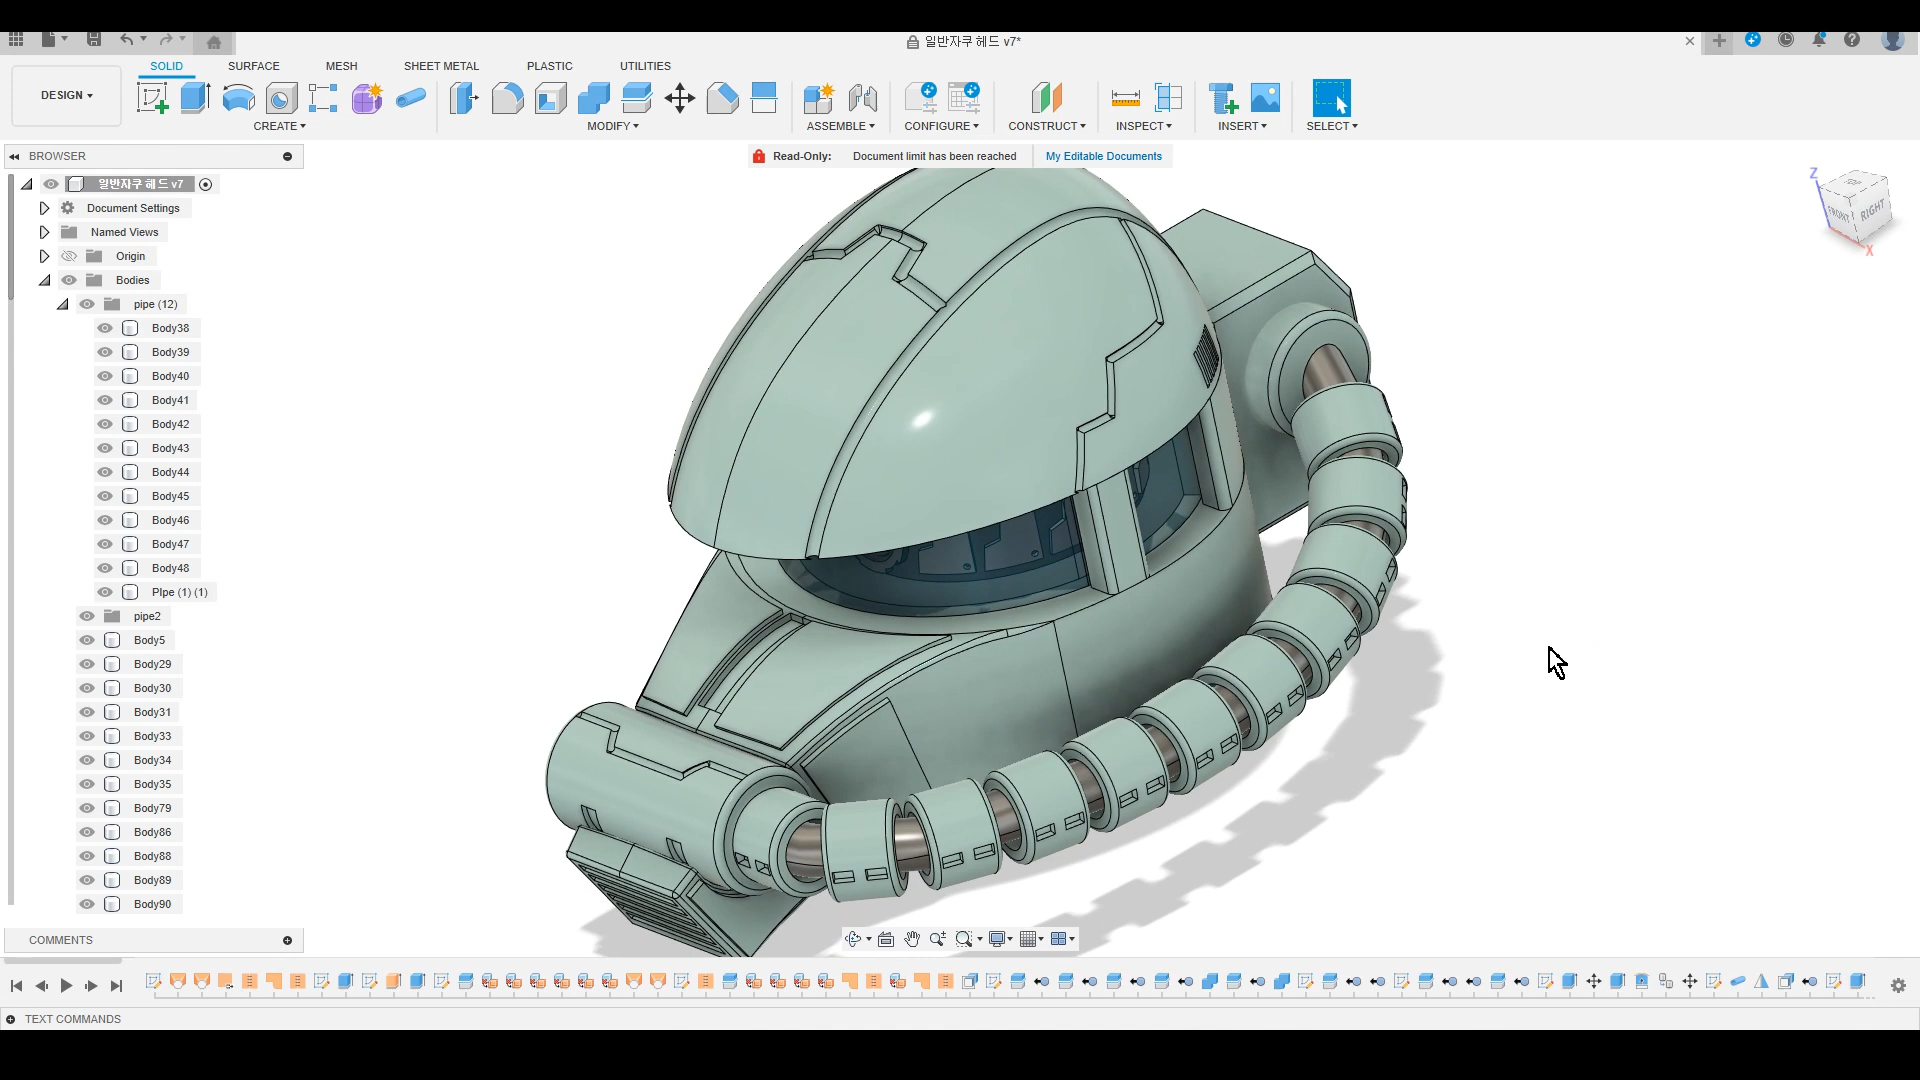 일반자쿠 헤드 v7*
DESIGN
SOLID
SURFACE
MESH
SHEET METAL
PLASTIC
UTILITIES
CREATE
MODIFY
ASSEMBLE
CONFIGURE
CONSTRUCT
INSPECT
INSERT
SELECT
BROWSER
Read-Only: Document limit has been reached My Editable Documents
일반자쿠 헤드 v7
Document Settings
Named Views
Origin
Bodies
pipe (12)
Body38
Body39
Body40
Body41
Body42
Body43
Body44
Body45
Body46
Body47
Body48
PIpe (1) (1)
pipe2
Body5
Body29
Body30
Body31
Body33
Body34
Body35
Body79
Body86
Body88
Body89
Body90
Z
TOP
FRONT
RIGHT
X
COMMENTS
TEXT COMMANDS